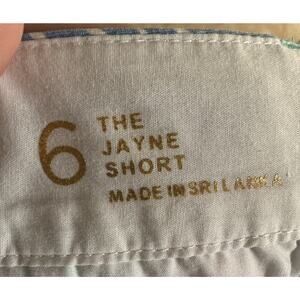 6
THE
JAYNE
SHORT
MADE IN SRI LANKA